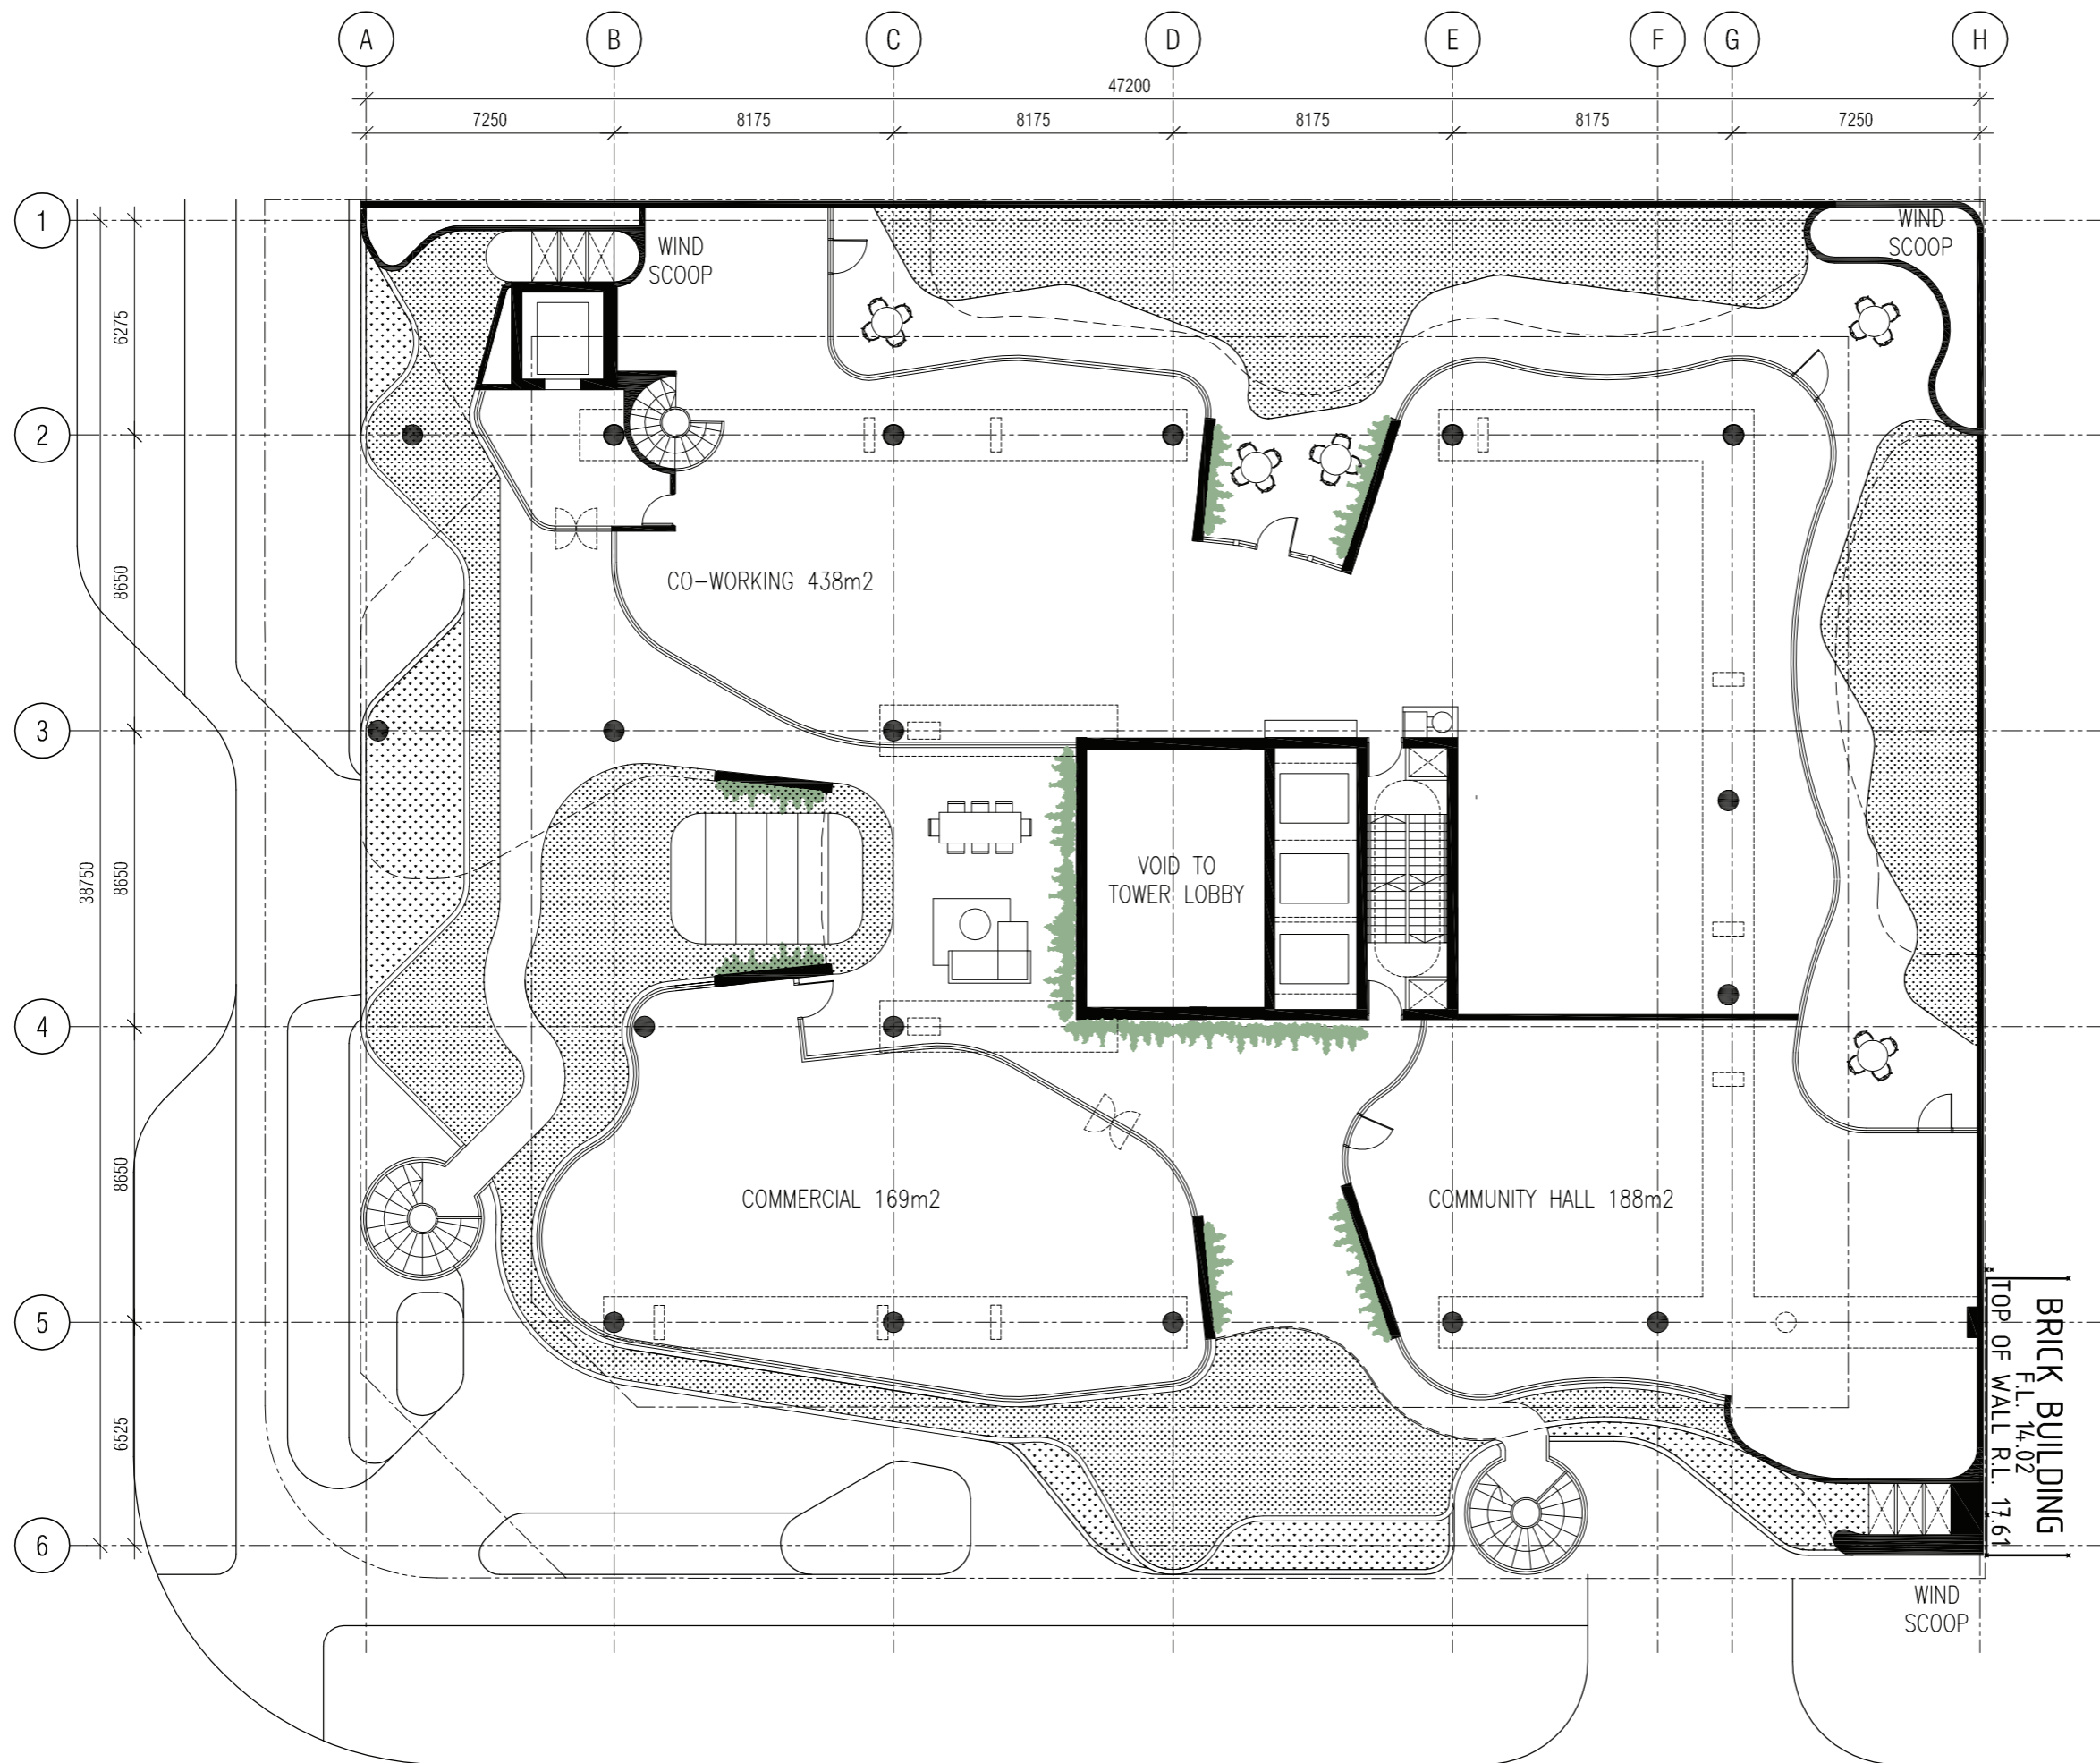 A
B
C
D
E
F
G
H
47200
7250
8175
8175
8175
8175
7250
1
2
3
4
5
6
38750
6275
8650
8650
8650
6525
WIND
SCOOP
WIND
SCOOP
CO-WORKING 438m2
VOID TO
TOWER LOBBY
COMMERCIAL 169m2
COMMUNITY HALL 188m2
BRICK BUILDING
F.L. 14.02
TOP OF WALL R.L. 17.61
WIND
SCOOP